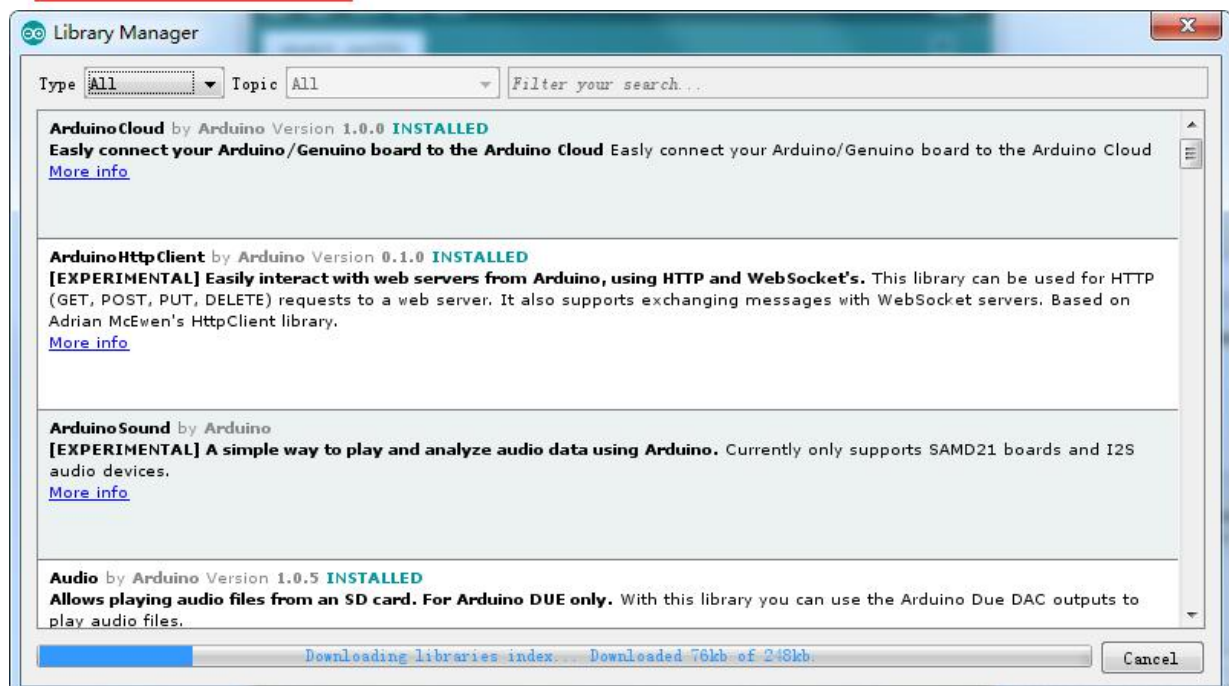 Library Manager
Type All Topic All Filter your search...
ArduinoCloud by Arduino Version 1.0.0 INSTALLED
Easly connect your Arduino/Genuino board to the Arduino Cloud Easly connect your Arduino/Genuino board to the Arduino Cloud
More info
ArduinoHttpClient by Arduino Version 0.1.0 INSTALLED
[EXPERIMENTAL] Easily interact with web servers from Arduino, using HTTP and WebSocket's. This library can be used for HTTP
(GET, POST, PUT, DELETE) requests to a web server. It also supports exchanging messages with WebSocket servers. Based on
Adrian McEwen's HttpClient library.
More info
ArduinoSound by Arduino
[EXPERIMENTAL] A simple way to play and analyze audio data using Arduino. Currently only supports SAMD21 boards and I2S
audio devices.
More info
Audio by Arduino Version 1.0.5 INSTALLED
Allows playing audio files from an SD card. For Arduino DUE only. With this library you can use the Arduino Due DAC outputs to
play audio files.
Downloading libraries index... Downloaded 76kb of 248kb.
Cancel